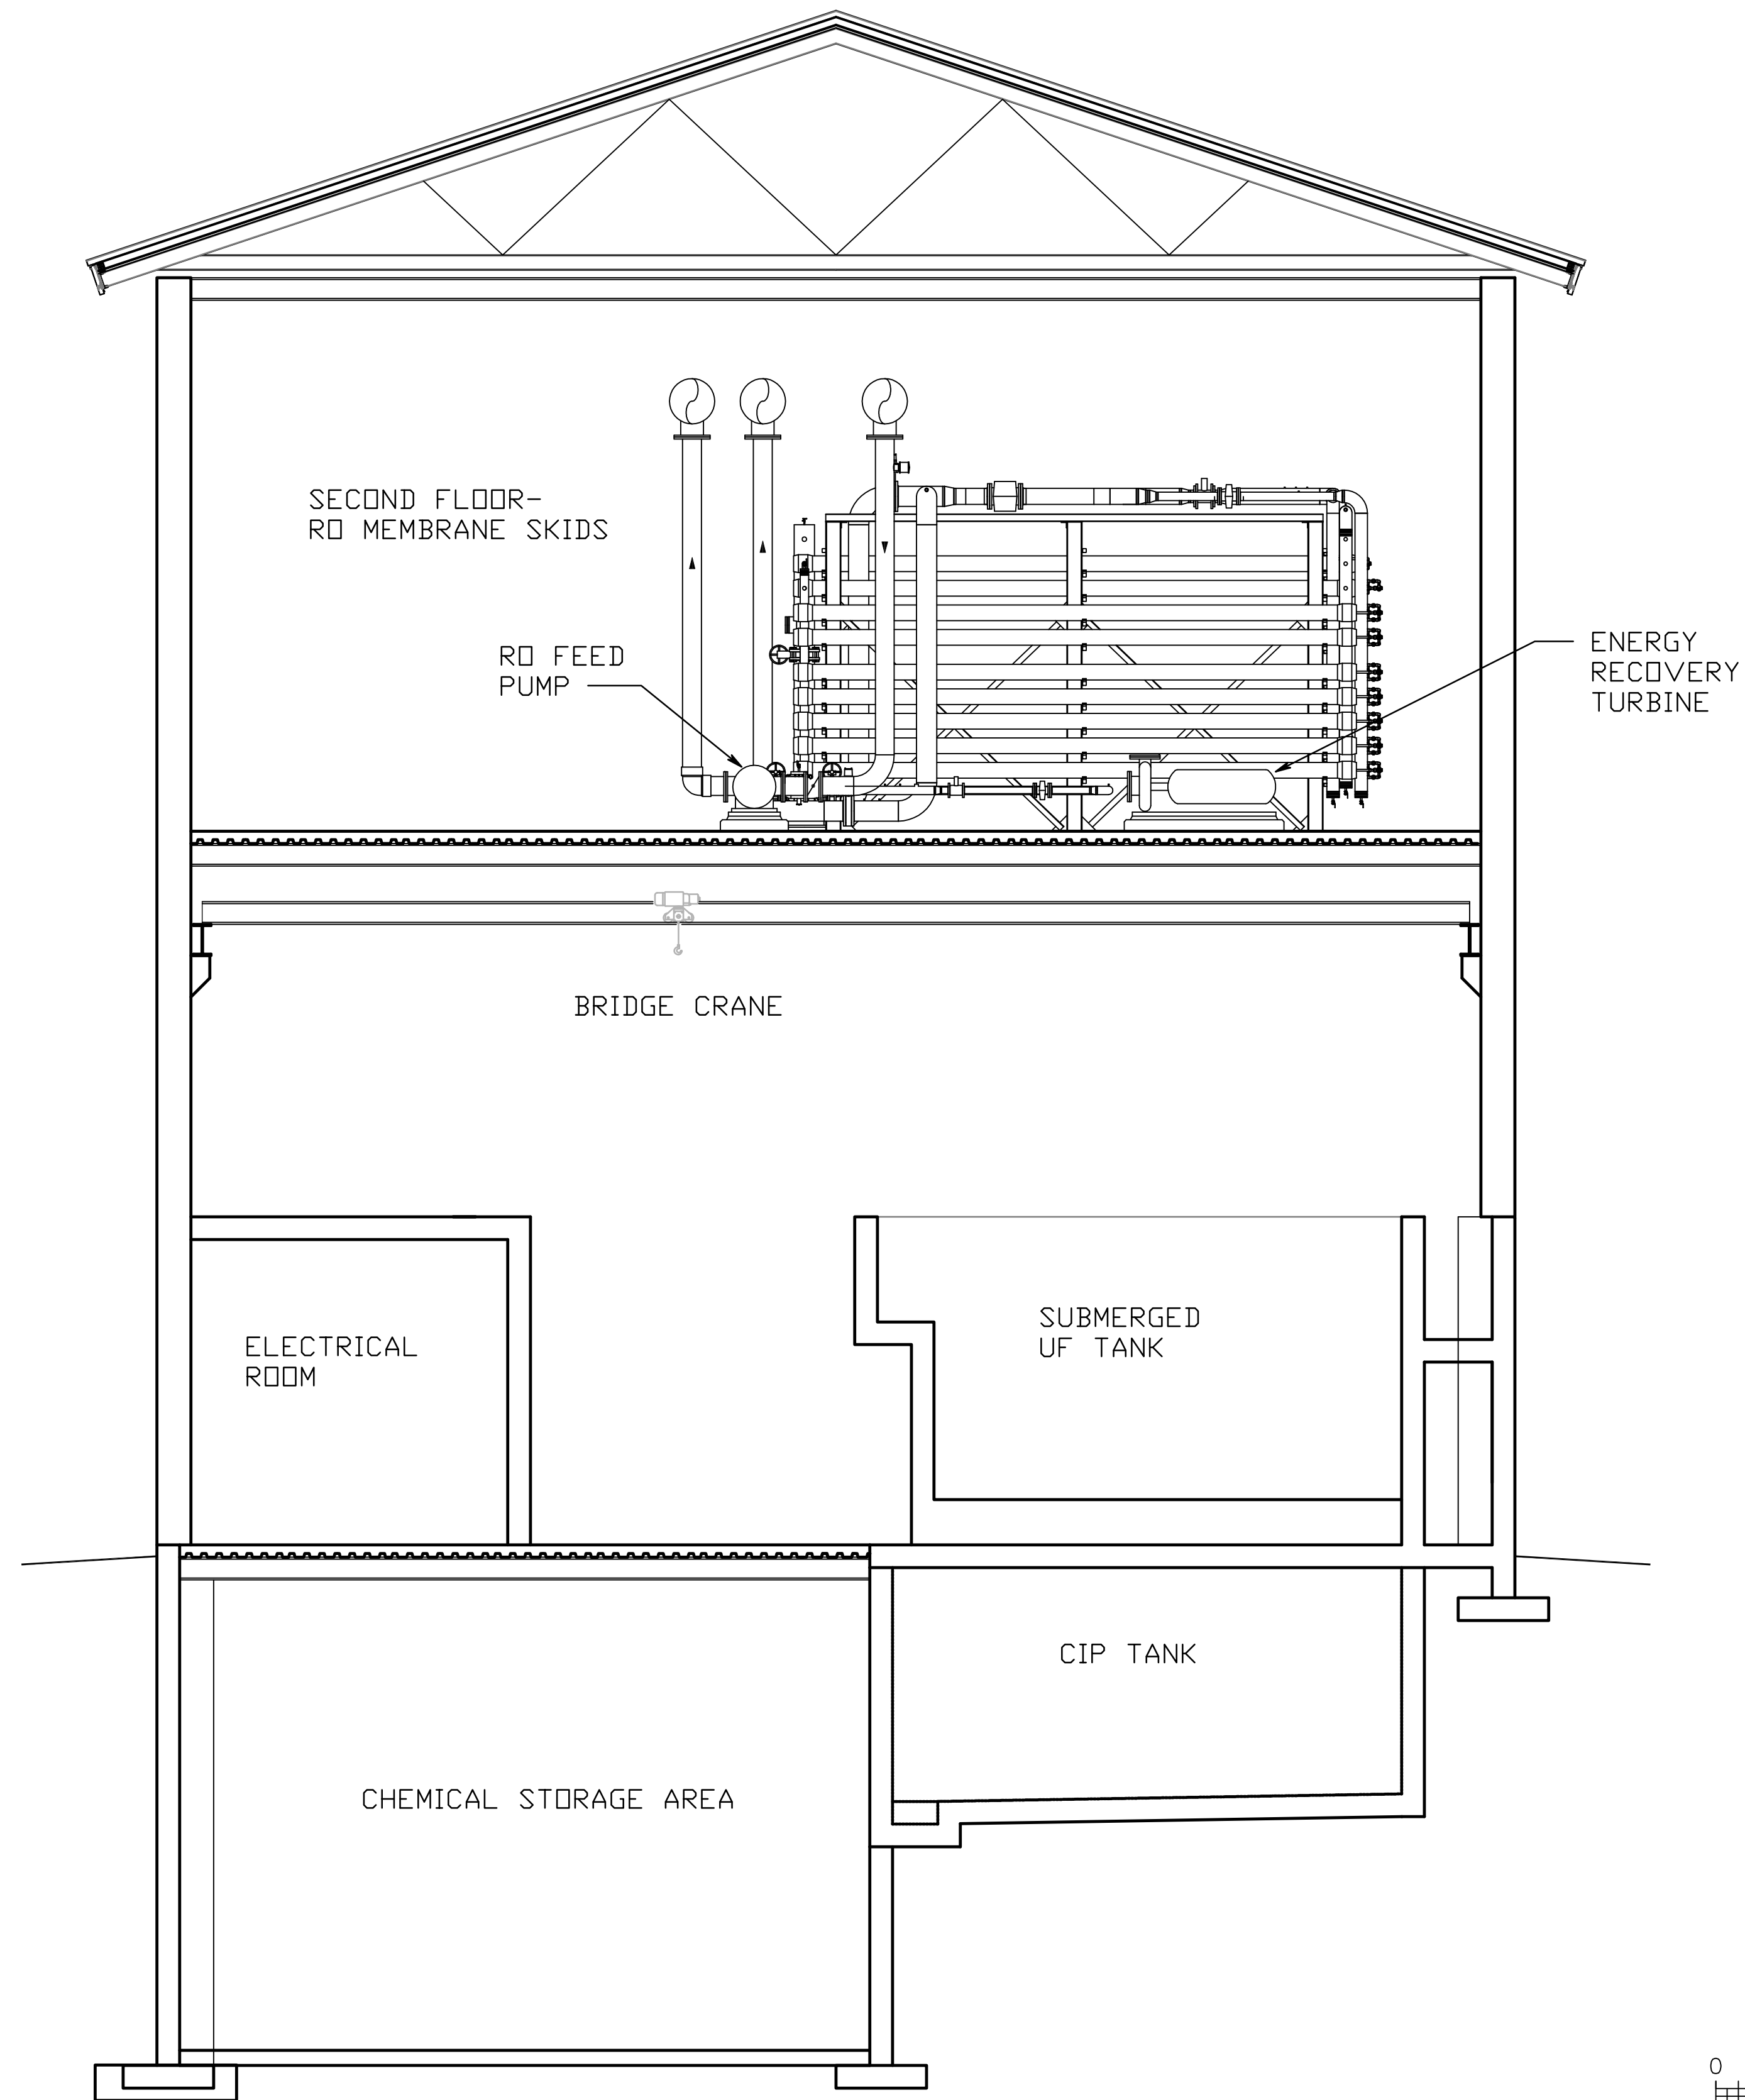 SECOND FLOOR-
RO MEMBRANE SKIDS
RO FEED
PUMP
ENERGY
RECOVERY
TURBINE
BRIDGE CRANE
ELECTRICAL
ROOM
SUBMERGED
UF TANK
CIP TANK
CHEMICAL STORAGE AREA
0